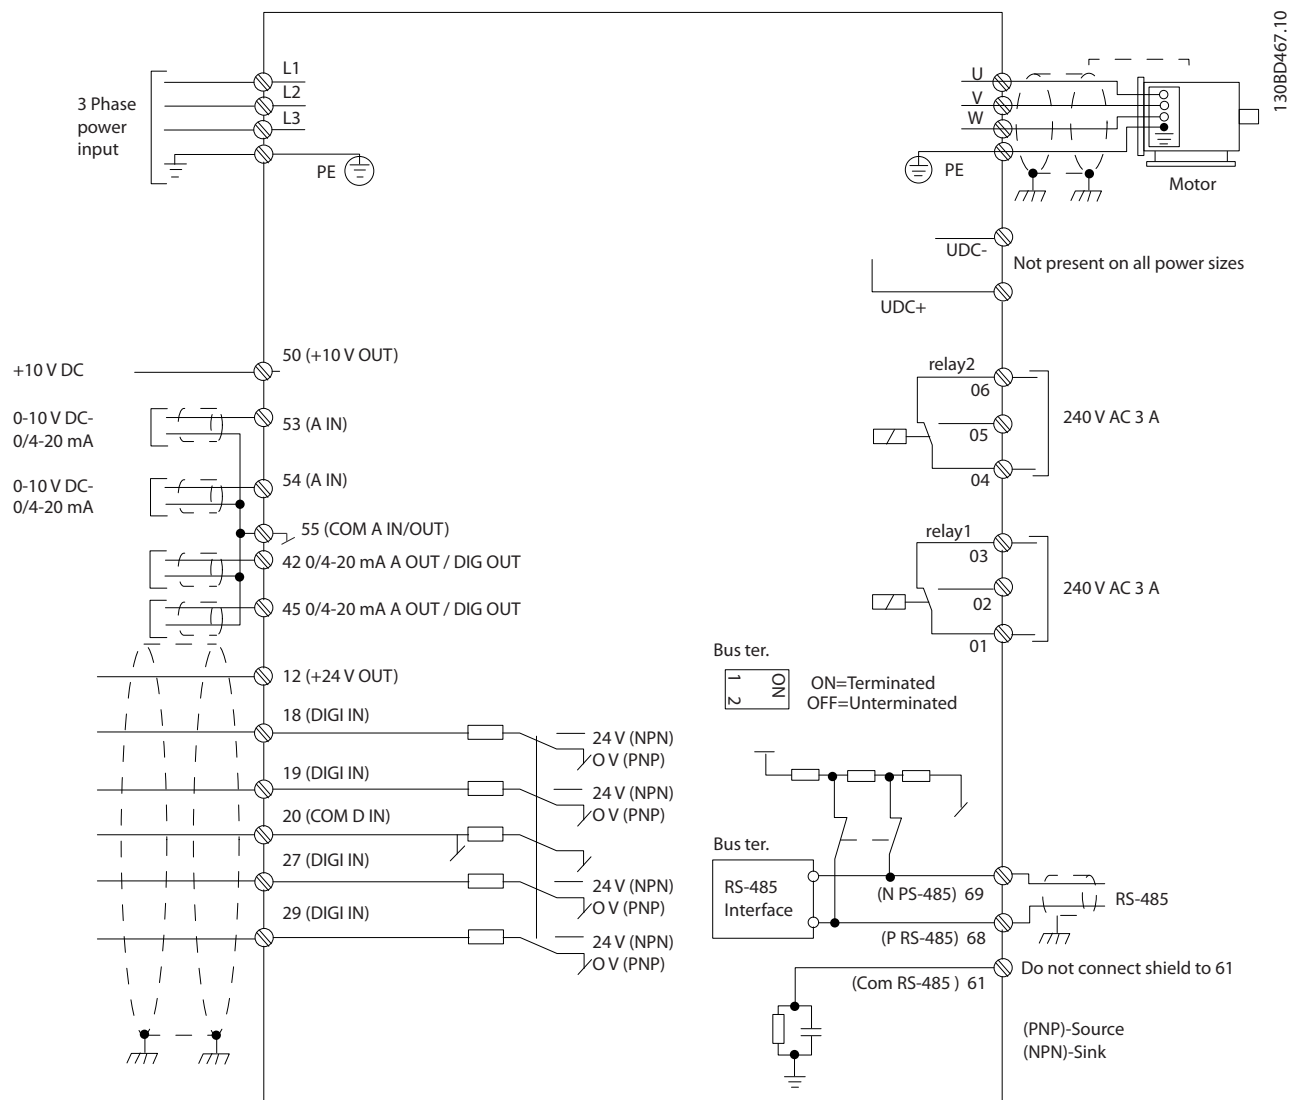 130BD467.10
3 Phase
power
input
L1
L2
L3
PE
U
V
W
PE
Motor
UDC-
Not present on all power sizes
UDC+
+10 V DC
50 (+10 V OUT)
0-10 V DC-
0/4-20 mA
53 (A IN)
0-10 V DC-
0/4-20 mA
54 (A IN)
55 (COM A IN/OUT)
42 0/4-20 mA A OUT / DIG OUT
45 0/4-20 mA A OUT / DIG OUT
12 (+24 V OUT)
18 (DIGI IN)
24 V (NPN)
O V (PNP)
19 (DIGI IN)
24 V (NPN)
O V (PNP)
20 (COM D IN)
27 (DIGI IN)
24 V (NPN)
O V (PNP)
29 (DIGI IN)
24 V (NPN)
O V (PNP)
relay2
06
05
04
240 V AC 3 A
relay1
03
02
01
240 V AC 3 A
Bus ter.
1
2
ON
ON=Terminated
OFF=Unterminated
Bus ter.
RS-485
Interface
(N PS-485) 69
RS-485
(P RS-485) 68
(Com RS-485 ) 61
Do not connect shield to 61
(PNP)-Source
(NPN)-Sink